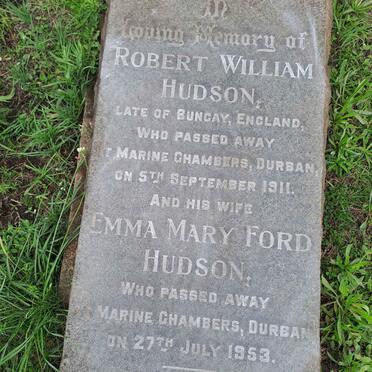 In
Loving Memory of
ROBERT WILLIAM
HUDSON,
LATE OF BUNGAY, ENGLAND,
WHO PASSED AWAY
MARINE CHAMBERS, DURBAN,
ON 5TH SEPTEMBER 1911.
AND HIS WIFE
EMMA MARY FORD
HUDSON,
WHO PASSED AWAY
MARINE CHAMBERS, DURBAN
ON 27TH JULY 1953.